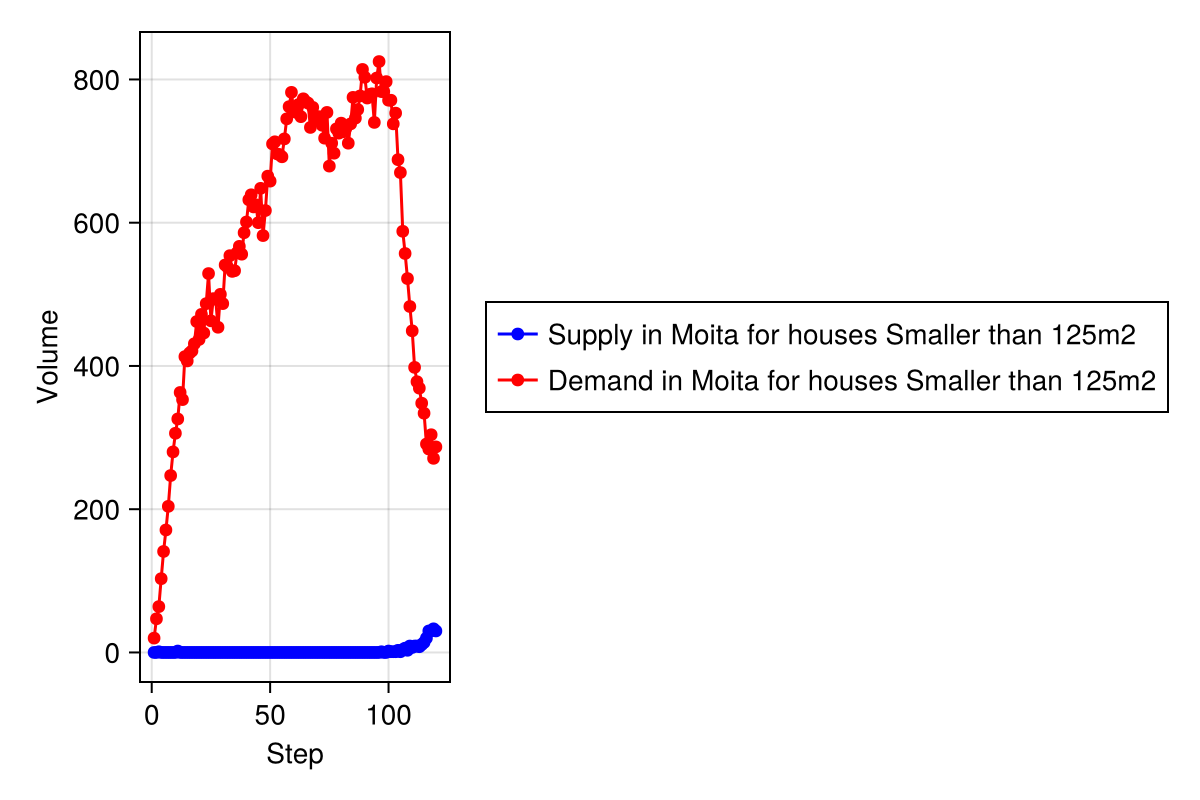 800
600
400
200
0
Volume
0 50 100
Step
Supply in Moita for houses Smaller than 125m2
Demand in Moita for houses Smaller than 125m2